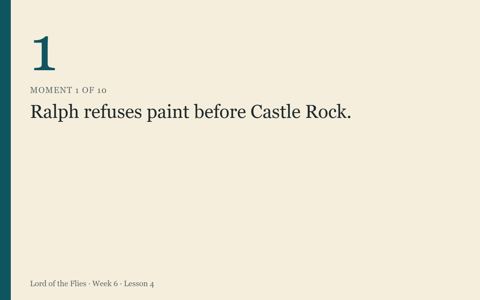 1
MOMENT 1 OF 10
Ralph refuses paint before Castle Rock.
Lord of the Flies · Week 6 · Lesson 4